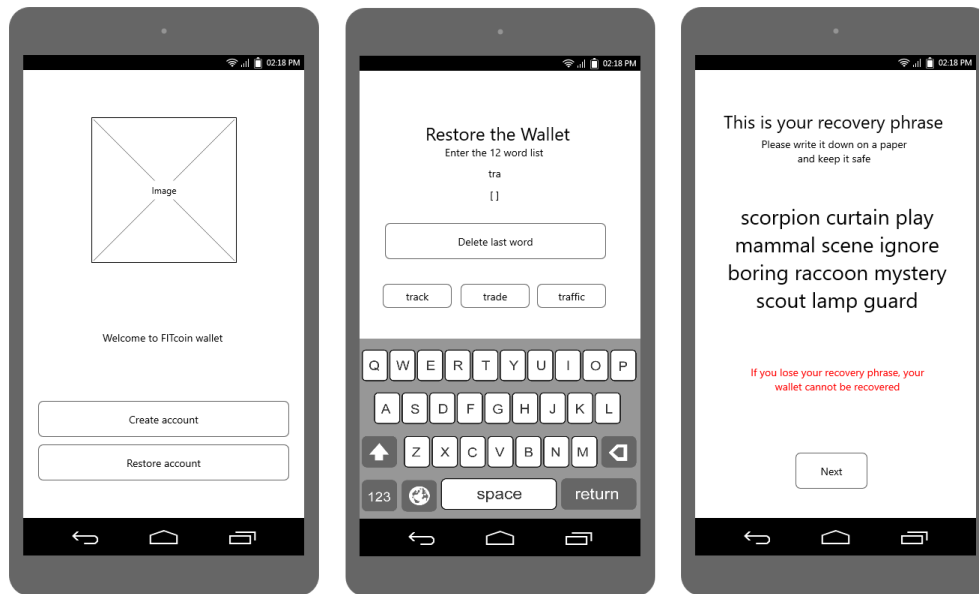 02:18 PM
Image
Welcome to FITcoin wallet
Create account
Restore account
02:18 PM
Restore the Wallet
Enter the 12 word list
tra
[ ]
Delete last word
track trade traffic
Q W E R T Y U I O P
A S D F G H J K L
Z X C V B N M
123 space return
02:18 PM
This is your recovery phrase
Please write it down on a paper
and keep it safe
scorpion curtain play
mammal scene ignore
boring raccoon mystery
scout lamp guard
If you lose your recovery phrase, your
wallet cannot be recovered
Next